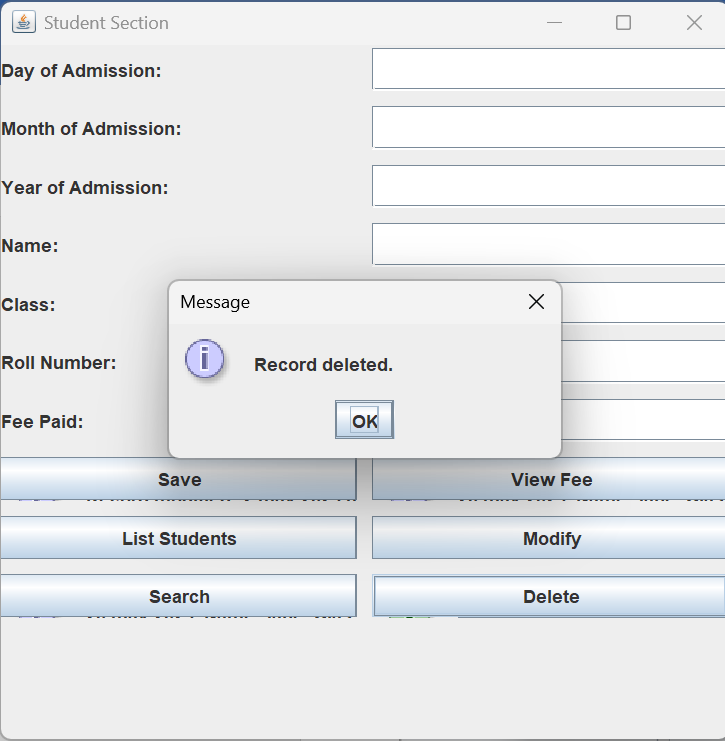 Student Section
Day of Admission:
Month of Admission:
Year of Admission:
Name:
Class:
Message
Record deleted.
Roll Number:
OK
Fee Paid:
Save
View Fee
List Students
Modify
Search
Delete